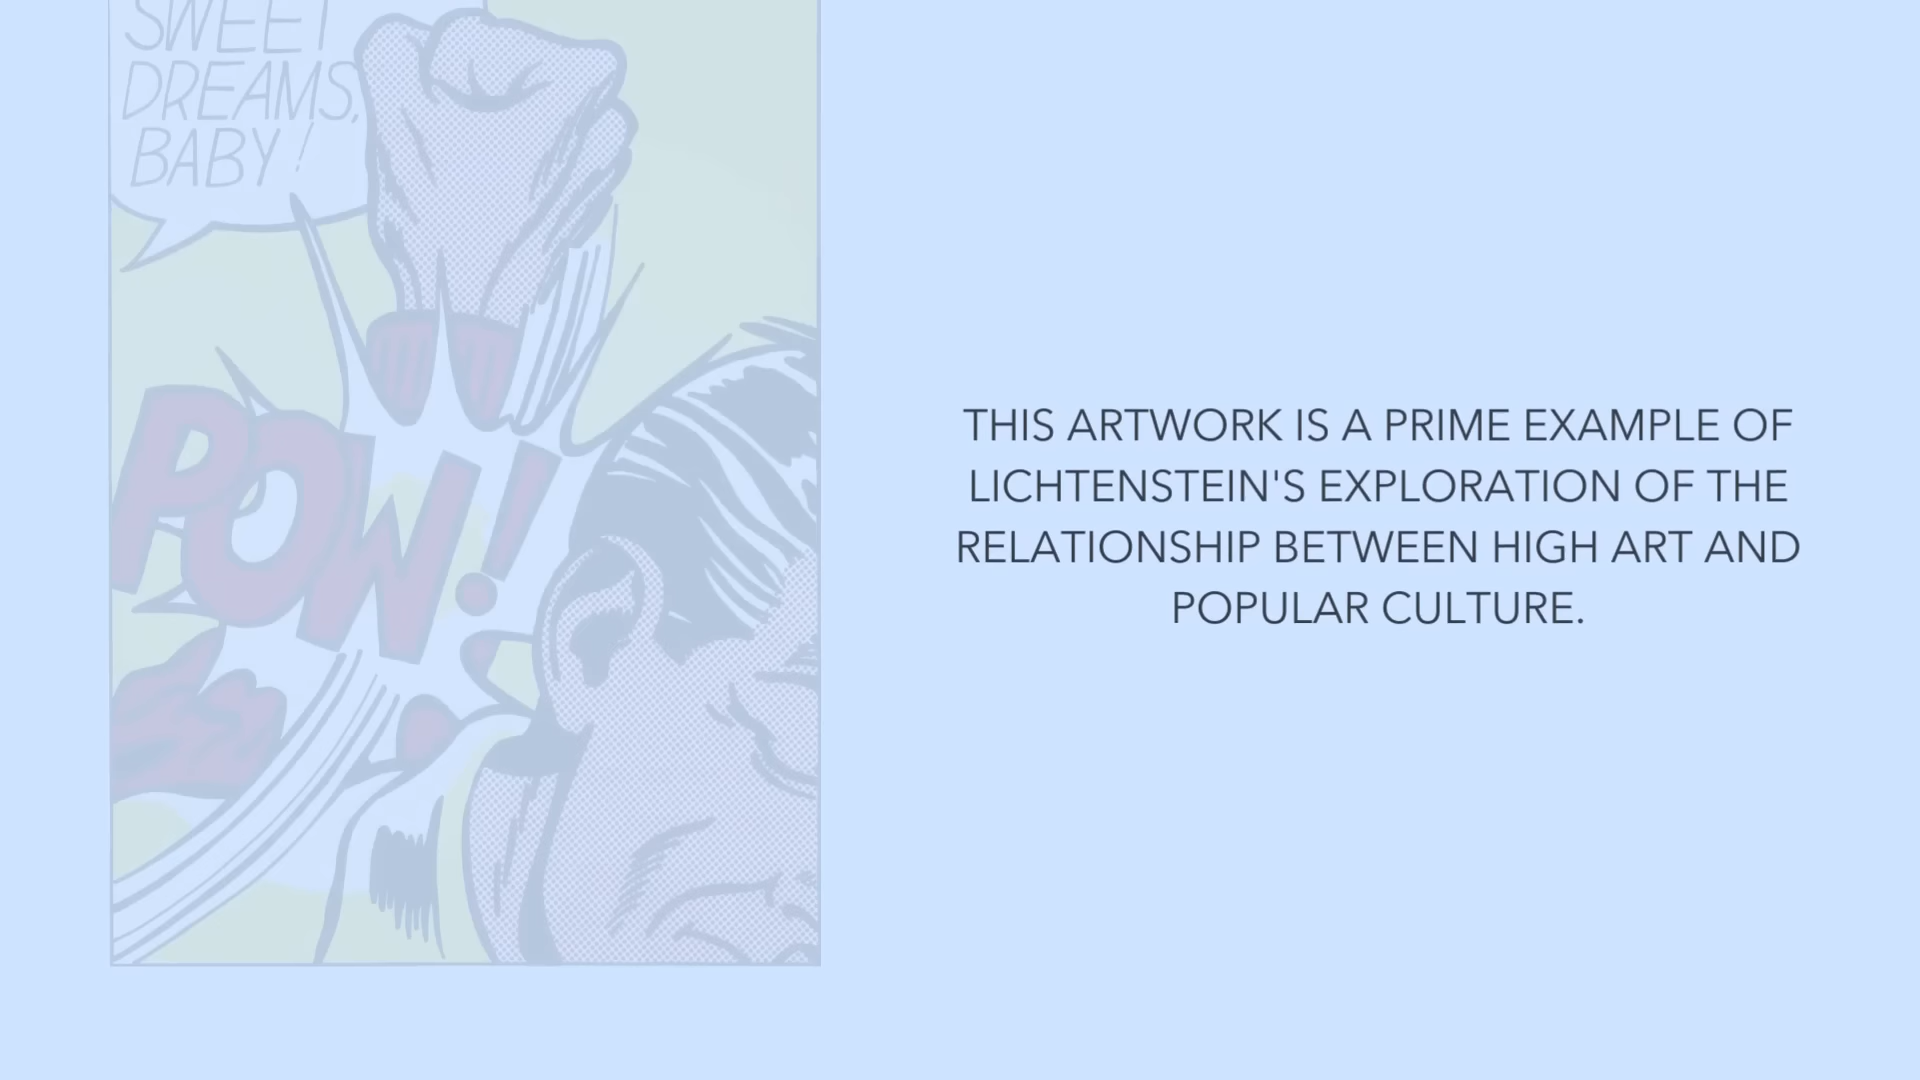 SWEET
DREAMS,
BABY!
POW!
THIS ARTWORK IS A PRIME EXAMPLE OF
LICHTENSTEIN'S EXPLORATION OF THE
RELATIONSHIP BETWEEN HIGH ART AND
POPULAR CULTURE.